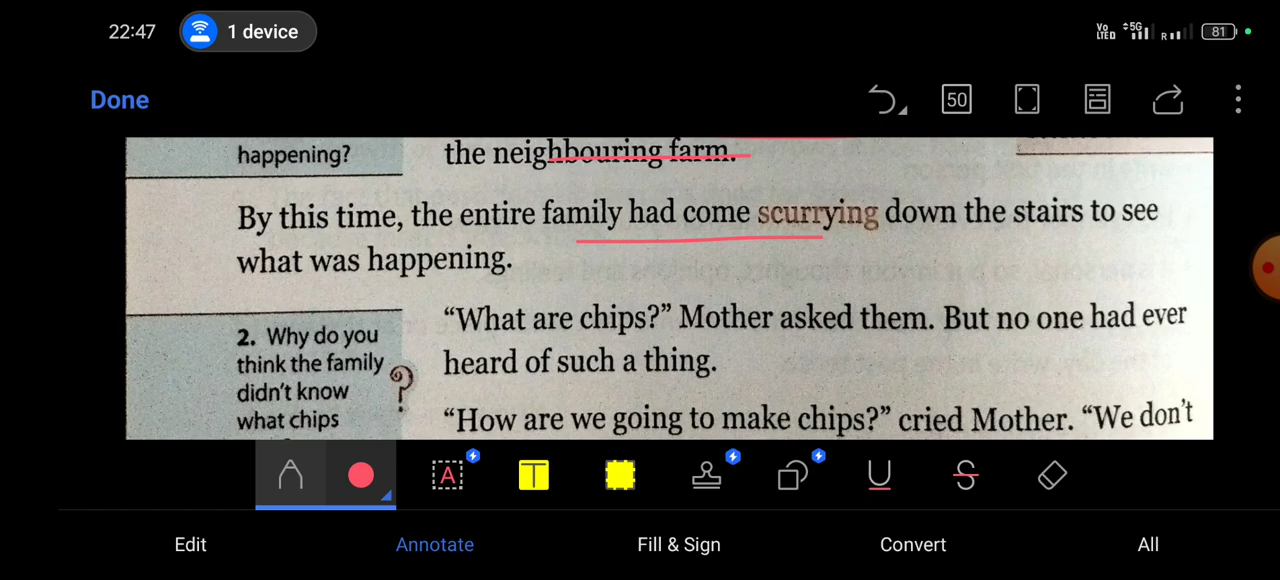 22:47
1 device
Vo
LTED
5G
R
81
Done
50
happening?
the neighbouring farm.
By this time, the entire family had come scurrying down the stairs to see
what was happening.
2. Why do you
think the family
didn't know
what chips
?
“What are chips?” Mother asked them. But no one had ever
heard of such a thing.
“How are we going to make chips?” cried Mother. “We don't
A
T
U
S
Edit
Annotate
Fill & Sign
Convert
All